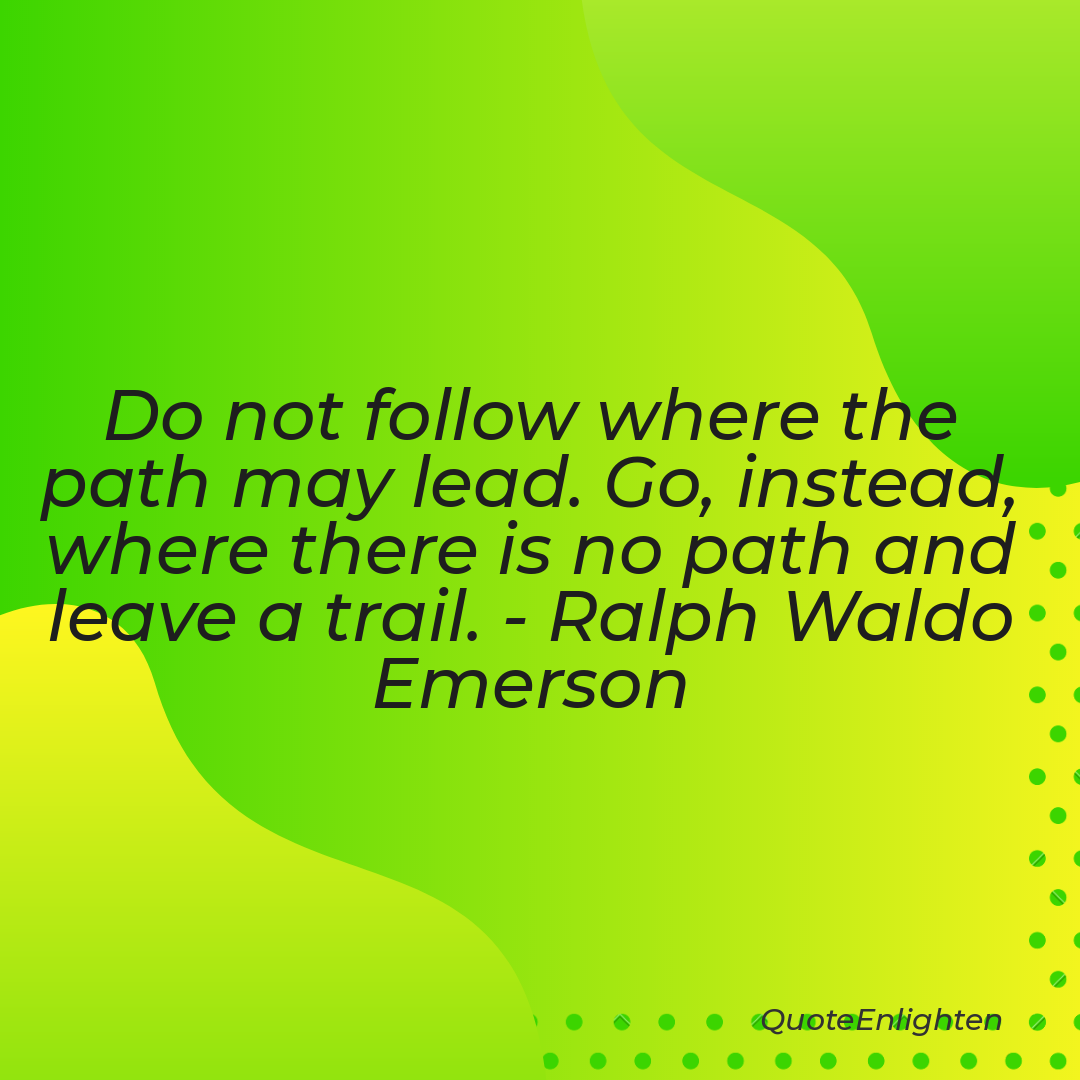 Do not follow where the
path may lead. Go, instead,
where there is no path and
leave a trail. - Ralph Waldo
Emerson
QuoteEnlighten